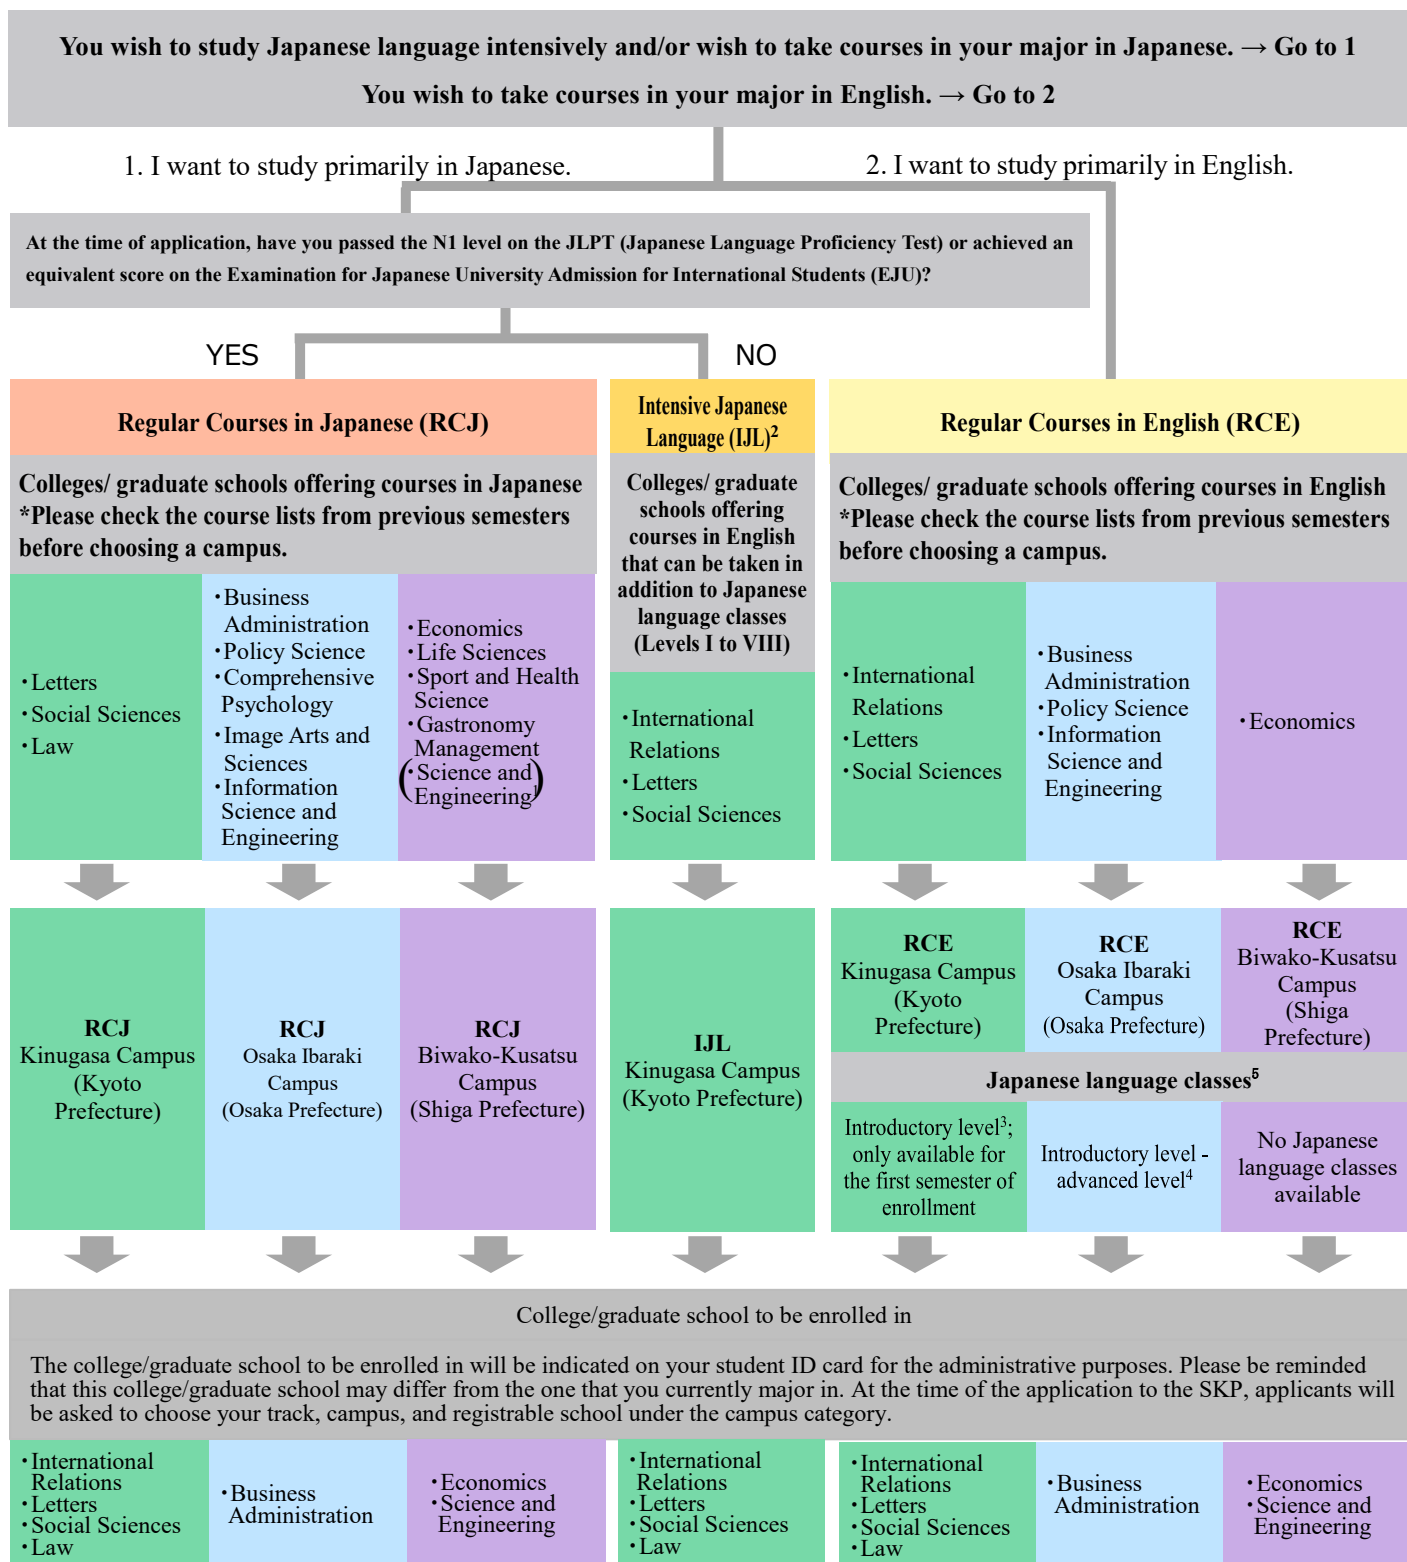 You wish to study Japanese language intensively and/or wish to take courses in your major in Japanese. → Go to 1
You wish to take courses in your major in English. → Go to 2
1. I want to study primarily in Japanese.
2. I want to study primarily in English.
At the time of application, have you passed the N1 level on the JLPT (Japanese Language Proficiency Test) or achieved an
equivalent score on the Examination for Japanese University Admission for International Students (EJU)?
YES
NO
Regular Courses in Japanese (RCJ)
Colleges/ graduate schools offering courses in Japanese
*Please check the course lists from previous semesters
before choosing a campus.
・Letters
・Social Sciences
・Law
・Business
Administration
・Policy Science
・Comprehensive
Psychology
・Image Arts and
Sciences
・Information
Science and
Engineering
・Economics
・Life Sciences
・Sport and Health
Science
・Gastronomy
Management
(・Science and
Engineering1)
Intensive Japanese
Language (IJL)2
Colleges/ graduate
schools offering
courses in English
that can be taken in
addition to Japanese
language classes
(Levels I to VIII)
・International
Relations
・Letters
・Social Sciences
Regular Courses in English (RCE)
Colleges/ graduate schools offering courses in English
*Please check the course lists from previous semesters
before choosing a campus.
・International
Relations
・Letters
・Social Sciences
・Business
Administration
・Policy Science
・Information
Science and
Engineering
・Economics
RCJ
Kinugasa Campus
(Kyoto
Prefecture)
RCJ
Osaka Ibaraki
Campus
(Osaka Prefecture)
RCJ
Biwako-Kusatsu
Campus
(Shiga Prefecture)
IJL
Kinugasa Campus
(Kyoto Prefecture)
RCE
Kinugasa Campus
(Kyoto
Prefecture)
RCE
Osaka Ibaraki
Campus
(Osaka Prefecture)
RCE
Biwako-Kusatsu
Campus
(Shiga
Prefecture)
Japanese language classes5
Introductory level3;
only available for
the first semester of
enrollment
Introductory level -
advanced level4
No Japanese
language classes
available
College/graduate school to be enrolled in
The college/graduate school to be enrolled in will be indicated on your student ID card for the administrative purposes. Please be reminded
that this college/graduate school may differ from the one that you currently major in. At the time of the application to the SKP, applicants will
be asked to choose your track, campus, and registrable school under the campus category.
・International
Relations
・Letters
・Social Sciences
・Law
・Business
Administration
・Economics
・Science and
Engineering
・International
Relations
・Letters
・Social Sciences
・Law
・International
Relations
・Letters
・Social Sciences
・Law
・Business
Administration
・Economics
・Science and
Engineering